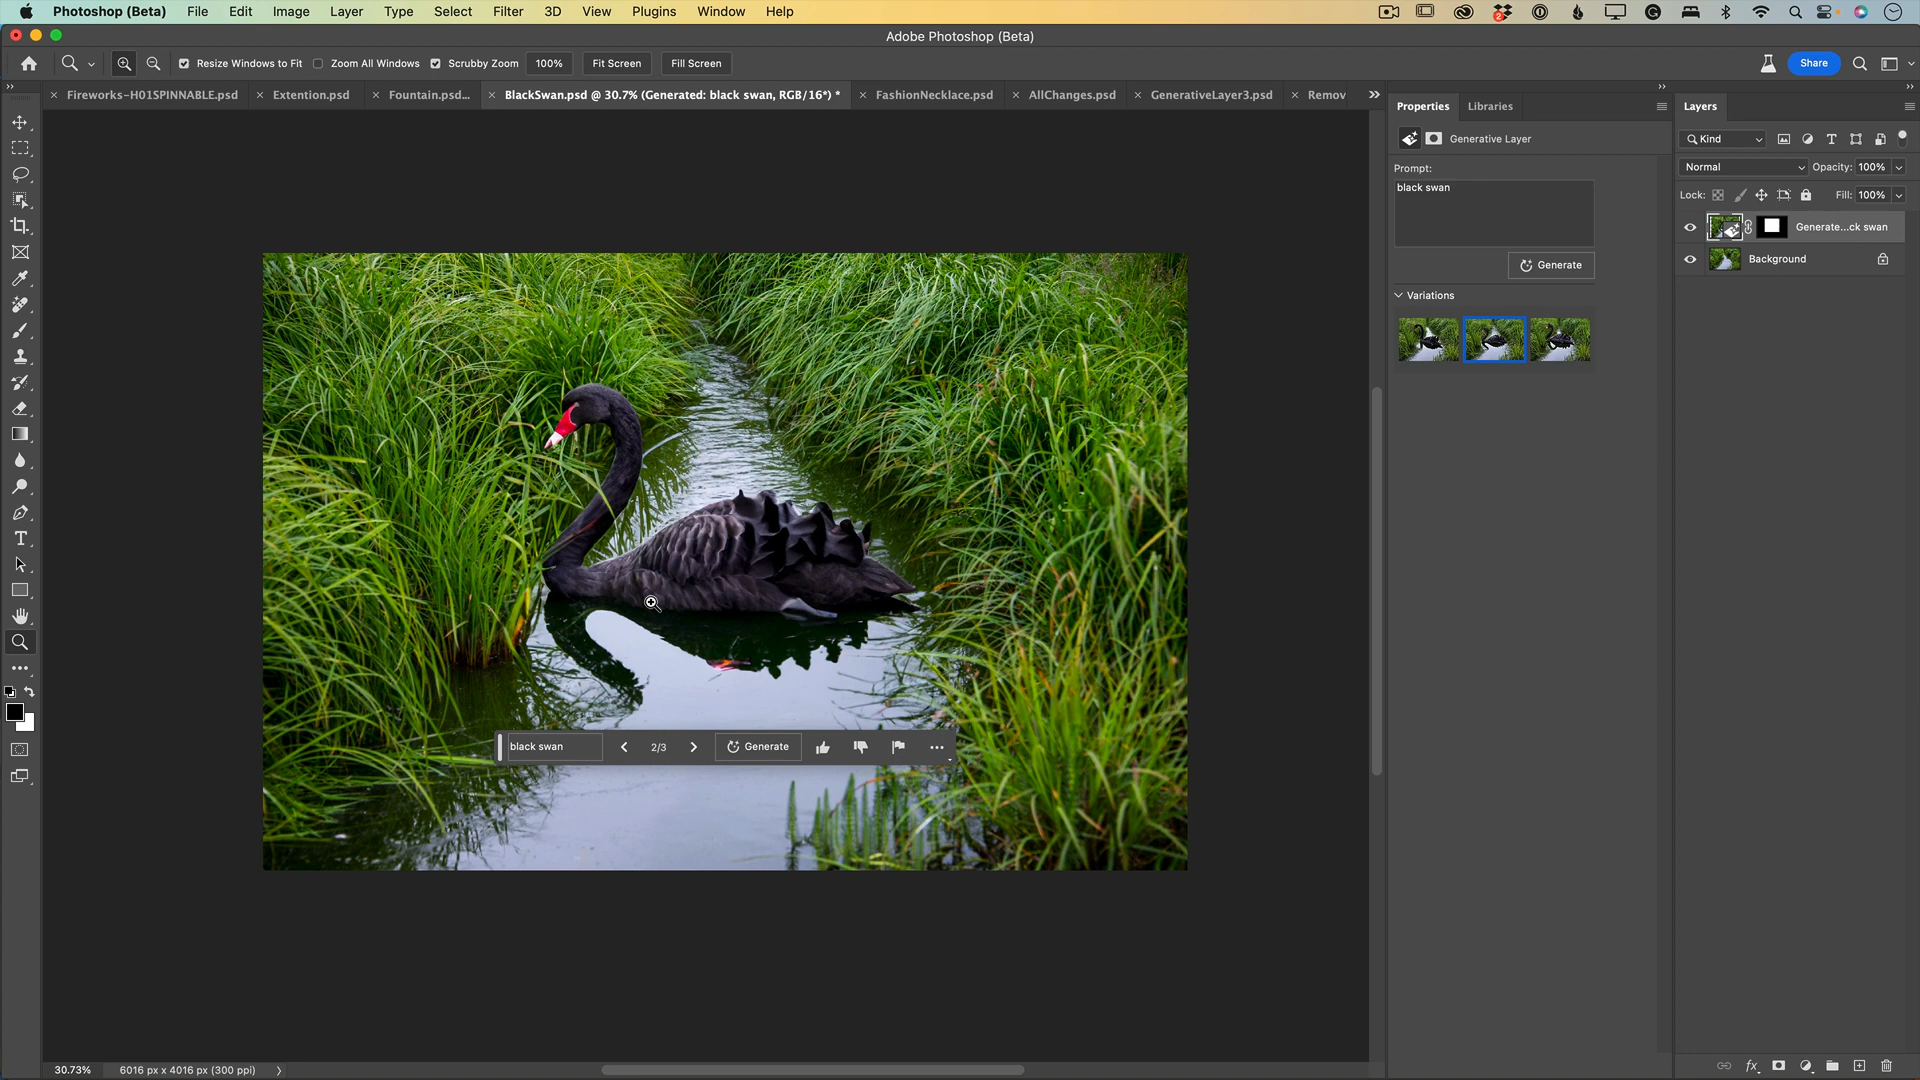 Photoshop (Beta) File Edit Image Layer Type Select Filter 3D View Plugins Window Help
2
Adobe Photoshop (Beta)
Resize Windows to Fit Zoom All Windows Scrubby Zoom 100% Fit Screen Fill Screen Share
Fireworks-H01SPINNABLE.psd Extention.psd Fountain.psd... BlackSwan.psd @ 30.7% (Generated: black swan, RGB/16*) * FashionNecklace.psd AllChanges.psd GenerativeLayer3.psd Remov
Properties Libraries
Generative Layer
Prompt:
black swan
Generate
Variations
Layers
Kind
Normal Opacity: 100%
Lock: Fill: 100%
Generate...ck swan
Background
black swan 2/3 Generate
30.73% 6016 px x 4016 px (300 ppi)